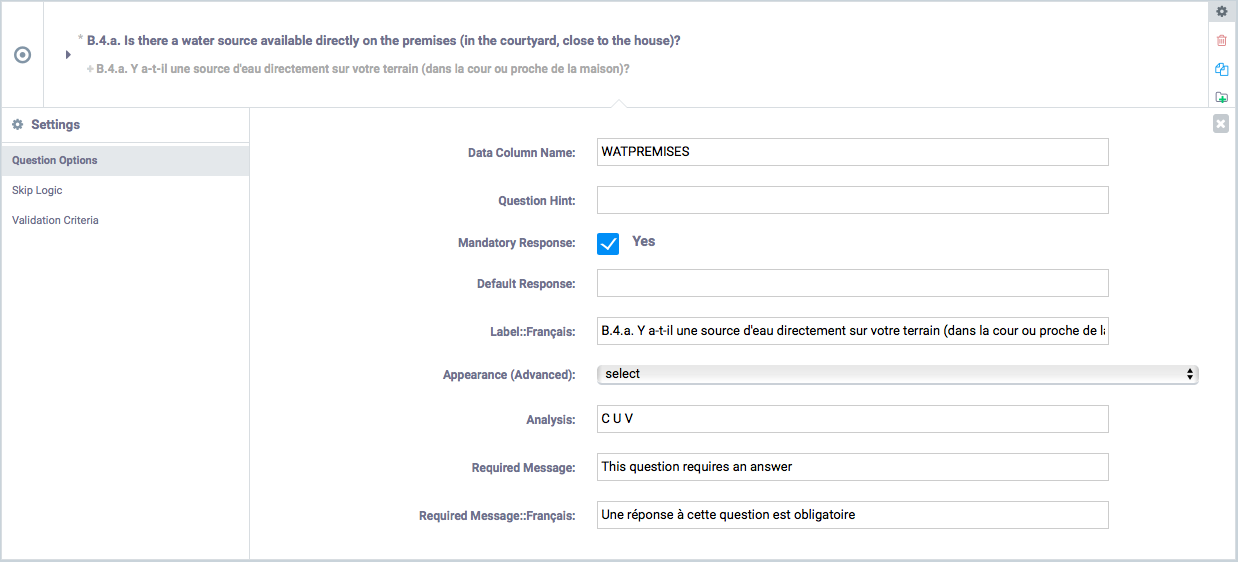 * B.4.a. Is there a water source available directly on the premises (in the courtyard, close to the house)?
+ B.4.a. Y a-t-il une source d'eau directement sur votre terrain (dans la cour ou proche de la maison)?
Settings
Question Options
Skip Logic
Validation Criteria
Data Column Name: WATPREMISES
Question Hint:
Mandatory Response: Yes
Default Response:
Label::Français: B.4.a. Y a-t-il une source d'eau directement sur votre terrain (dans la cour ou proche de la
Appearance (Advanced): select
Analysis: C U V
Required Message: This question requires an answer
Required Message::Français: Une réponse à cette question est obligatoire